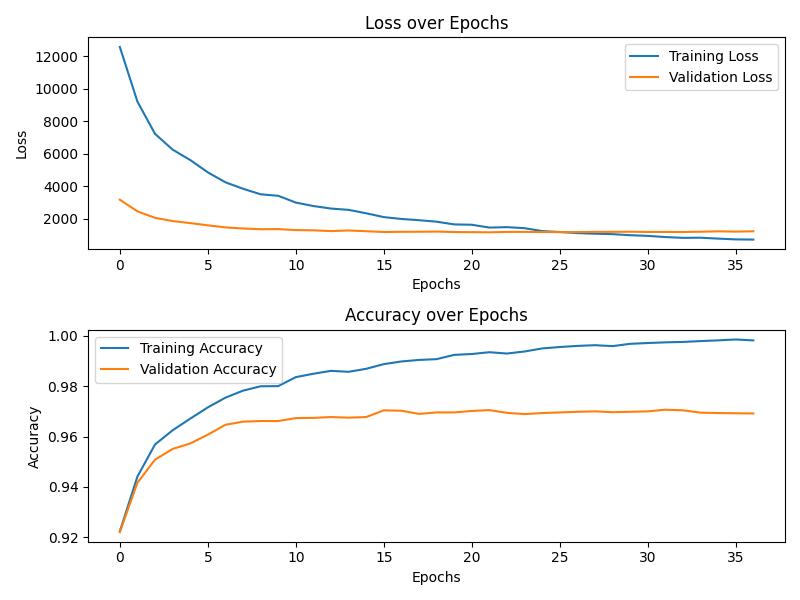 Loss over Epochs
12000
10000
8000
6000
4000
2000
Loss
Training Loss
Validation Loss
0 5 10 15 20 25 30 35
Epochs
Accuracy over Epochs
1.00
0.98
0.96
0.94
0.92
Accuracy
Training Accuracy
Validation Accuracy
0 5 10 15 20 25 30 35
Epochs